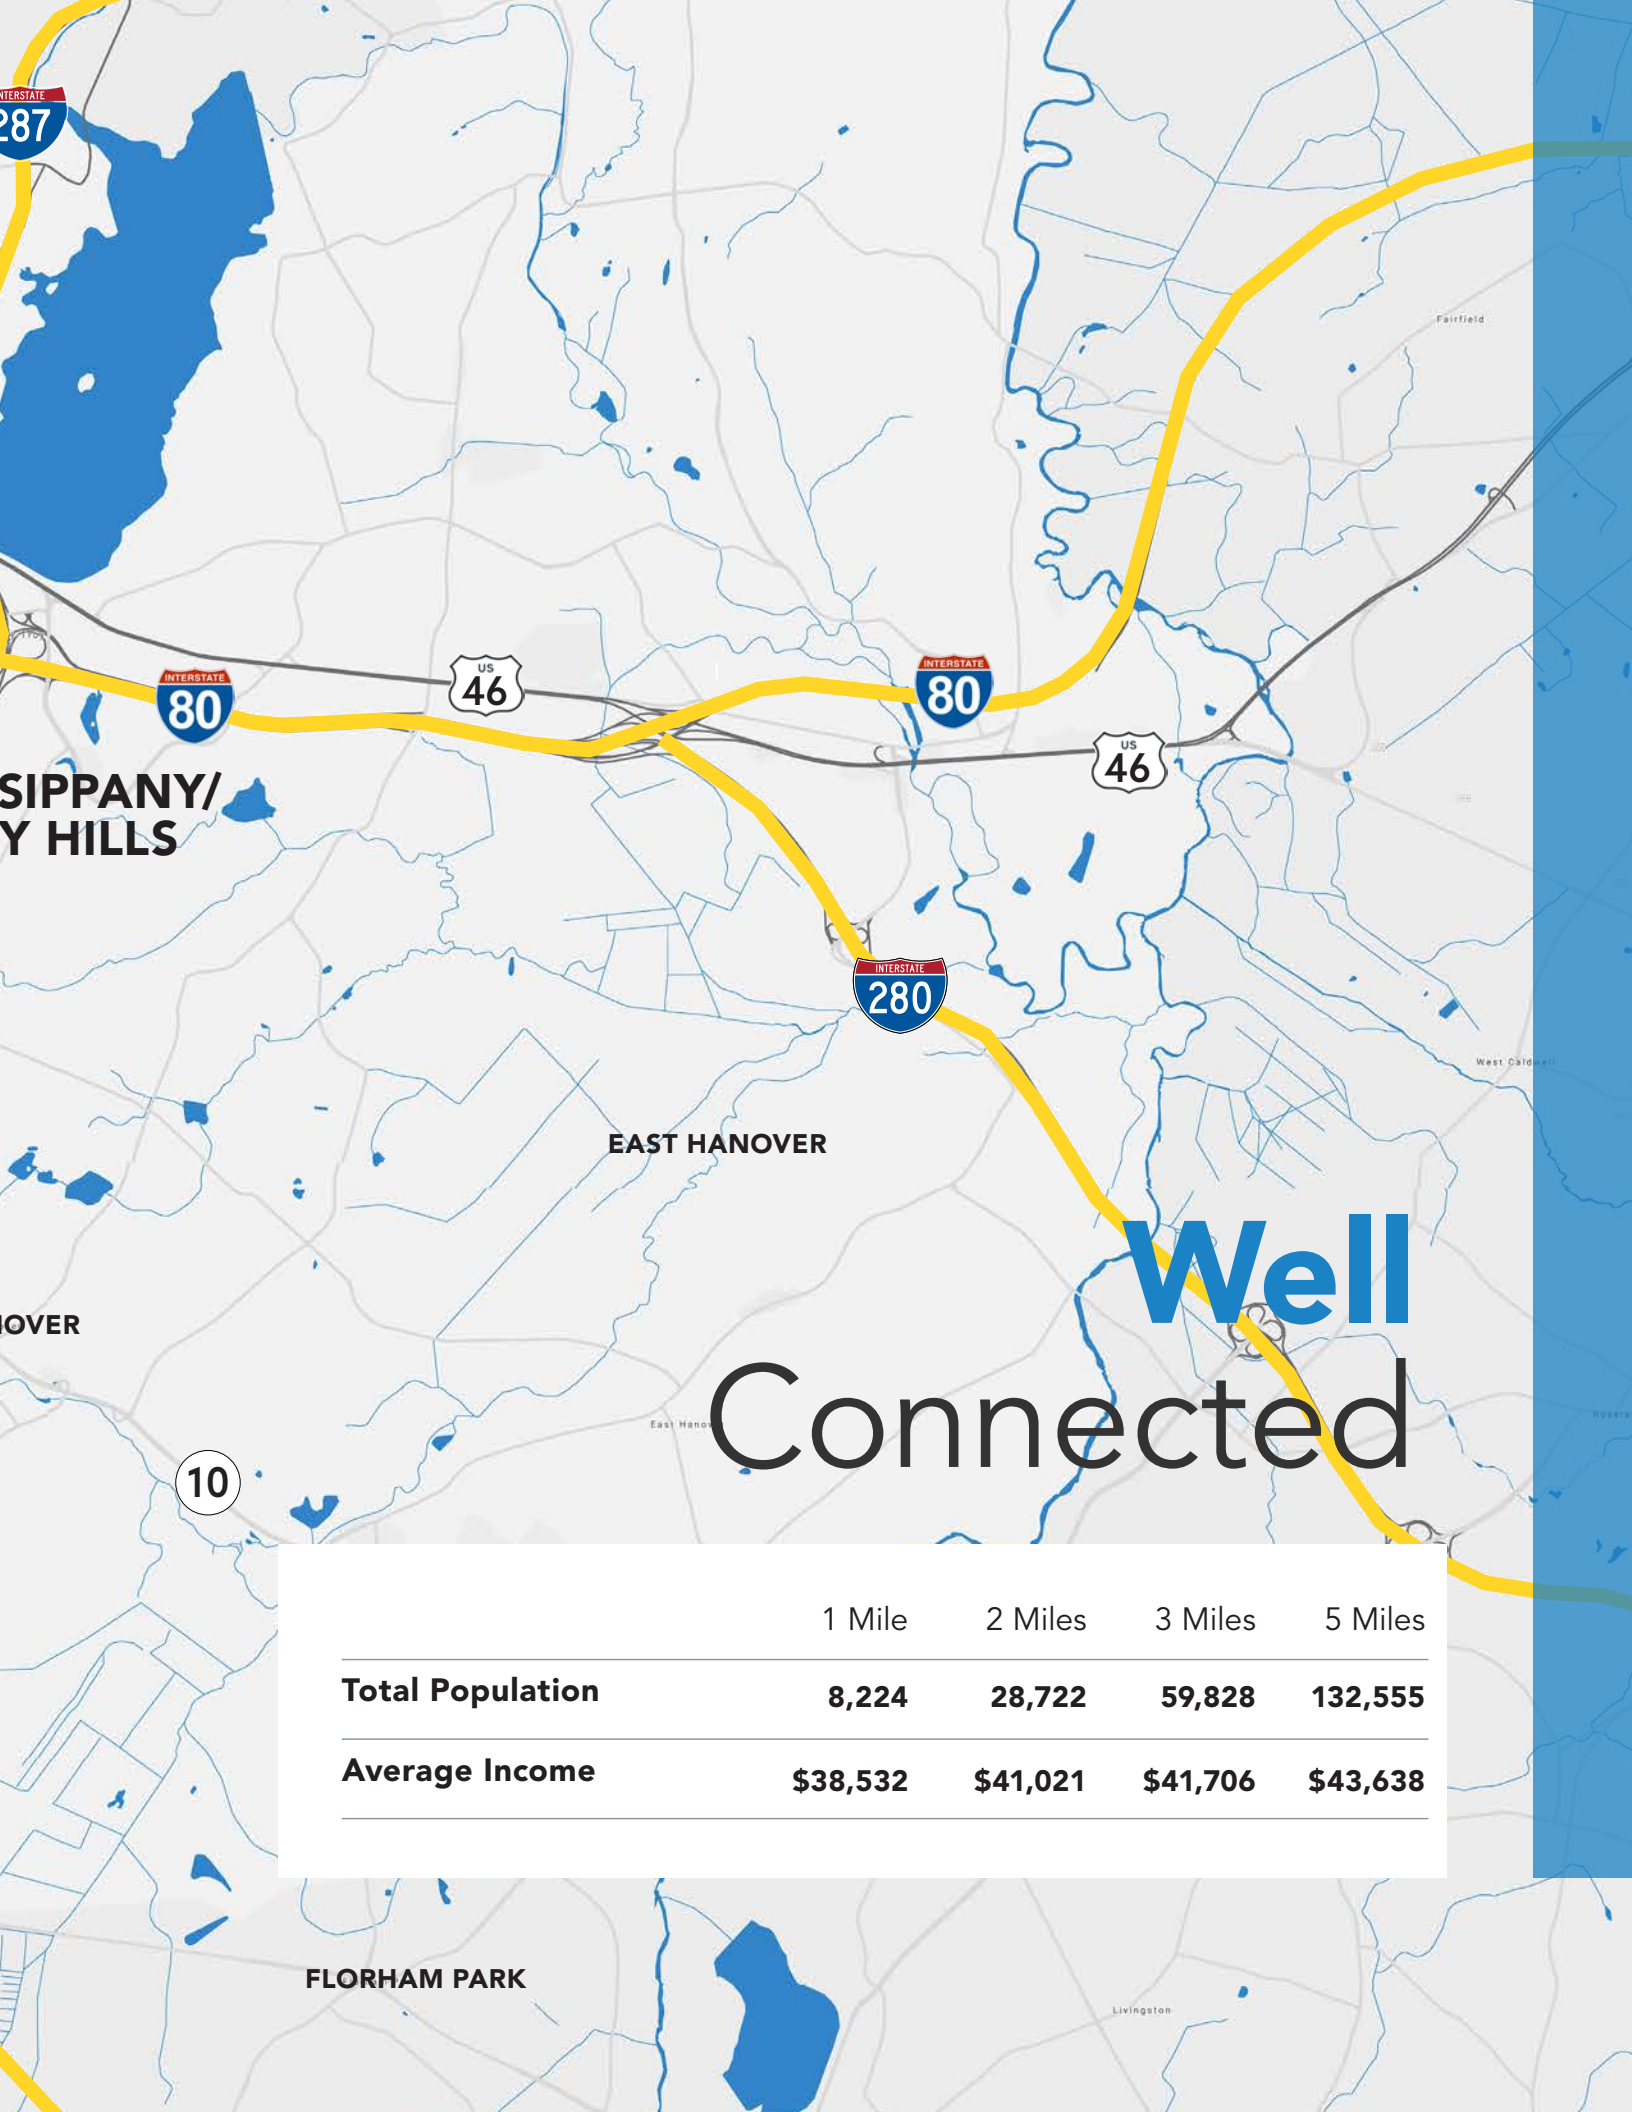 INTERSTATE
287
Fairfield
INTERSTATE
80
US
46
INTERSTATE
80
US
46
SIPPANY/
Y HILLS
INTERSTATE
280
West Caldwell
EAST HANOVER
Well
OVER
Connected
East Hanov
10
1 Mile 2 Miles 3 Miles 5 Miles
Total Population 8,224 28,722 59,828 132,555
Average Income $38,532 $41,021 $41,706 $43,638
FLORHAM PARK
Livingston